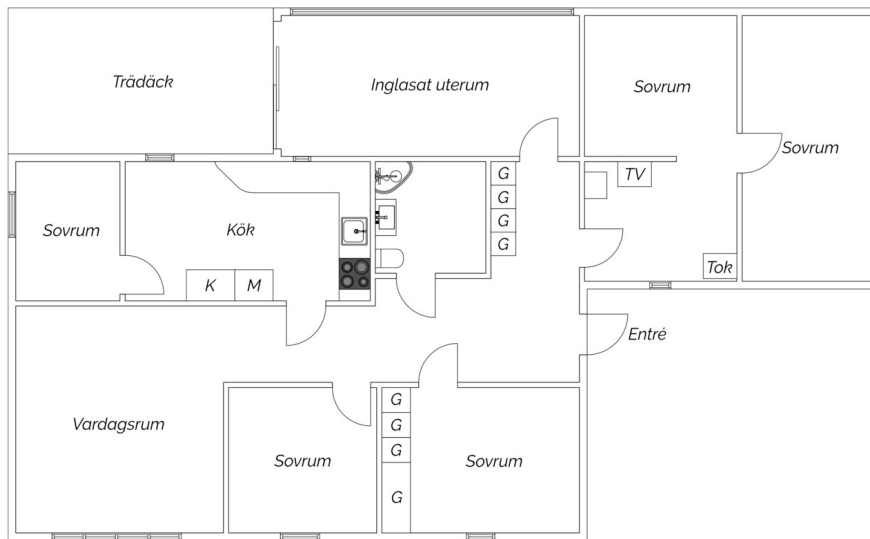 Trädäck
Inglasat uterum
Sovrum
Sovrum
Sovrum
Kök
K
M
G
G
G
G
TV
Tok
Entré
Vardagsrum
Sovrum
G
G
G
G
Sovrum